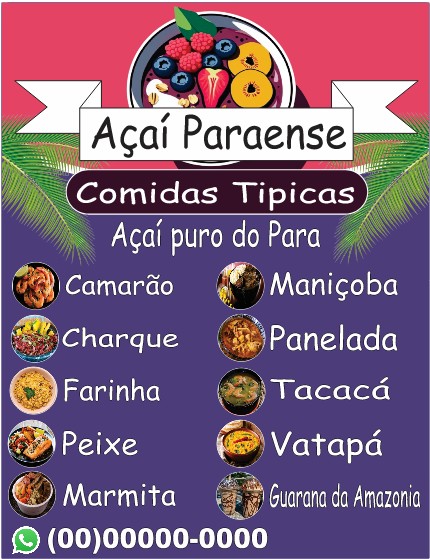 Açaí Paraense
Comidas Tipicas
Açaí puro do Para
Camarão
Charque
Farinha
Peixe
Marmita
Maniçoba
Panelada
Tacacá
Vatapá
Guarana da Amazonia
(00)00000-0000